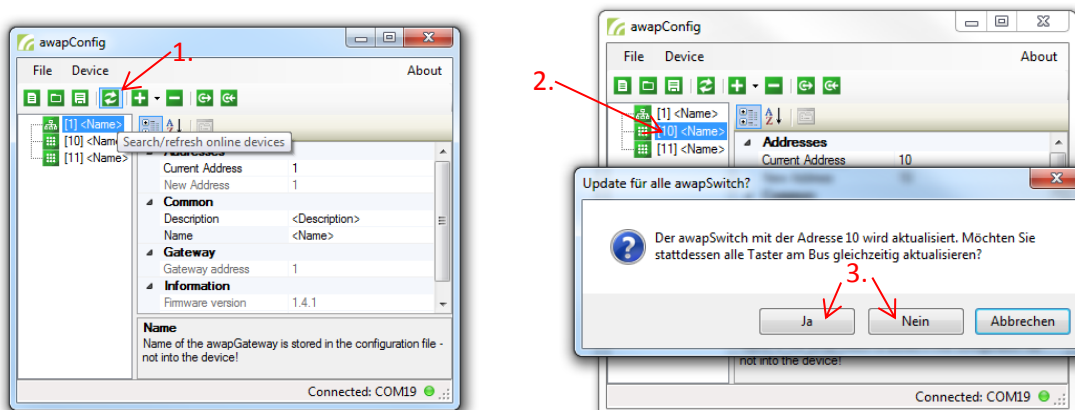 awapConfig
1.
File Device About
[1] <Name>
[10] <Name
Search/refresh online devices
[11] <Name>
Addresses
Current Address 1
New Address 1
Common
Description <Description>
Name <Name>
Gateway
Gateway address 1
Information
Firmware version 1.4.1
Name
Name of the awapGateway is stored in the configuration file -
not into the device!
Connected: COM19
awapConfig
File Device About
2.
[1] <Name>
[10] <Name>
[11] <Name>
Addresses
Current Address 10
Update für alle awapSwitch?
Der awapSwitch mit der Adresse 10 wird aktualisiert. Möchten Sie
stattdessen alle Taster am Bus gleichzeitig aktualisieren?
3.
Ja Nein Abbrechen
not into the device!
Connected: COM19